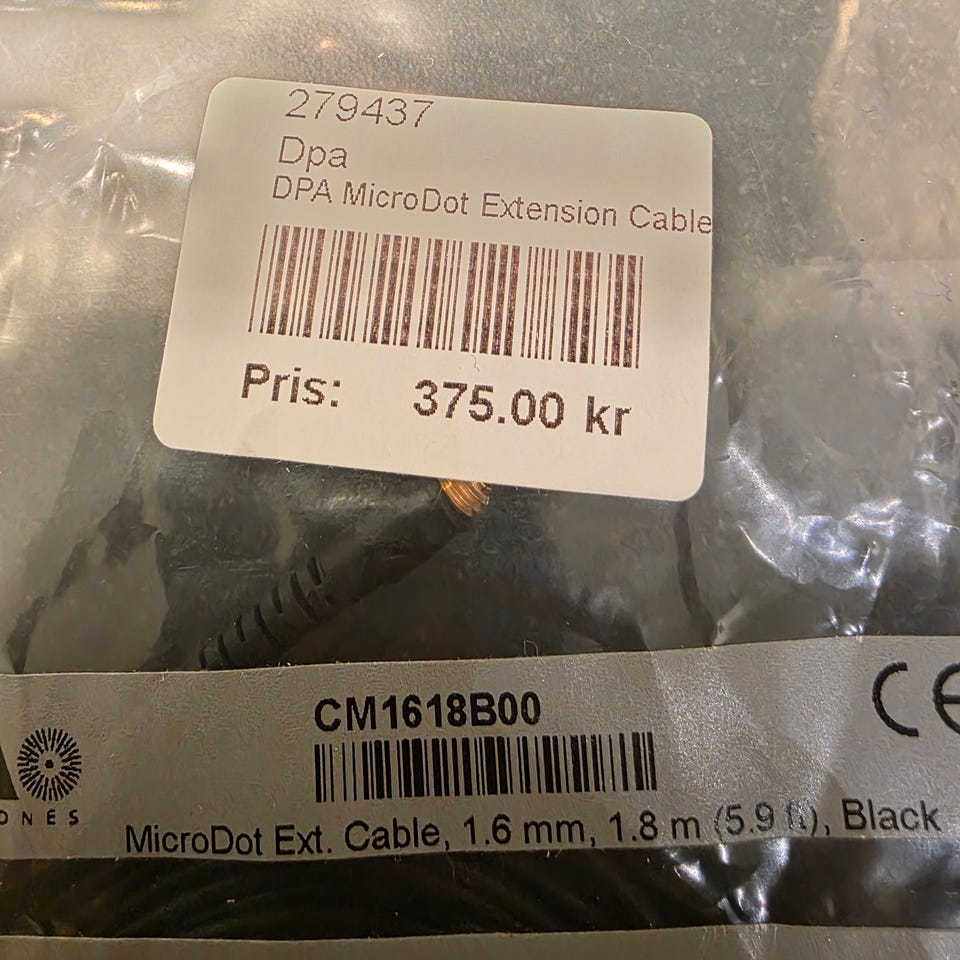 279437
Dpa
DPA MicroDot Extension Cable
Pris: 375.00 kr
CM1618B00
CE
ONES
MicroDot Ext. Cable, 1.6 mm, 1.8 m (5.9 ft), Black